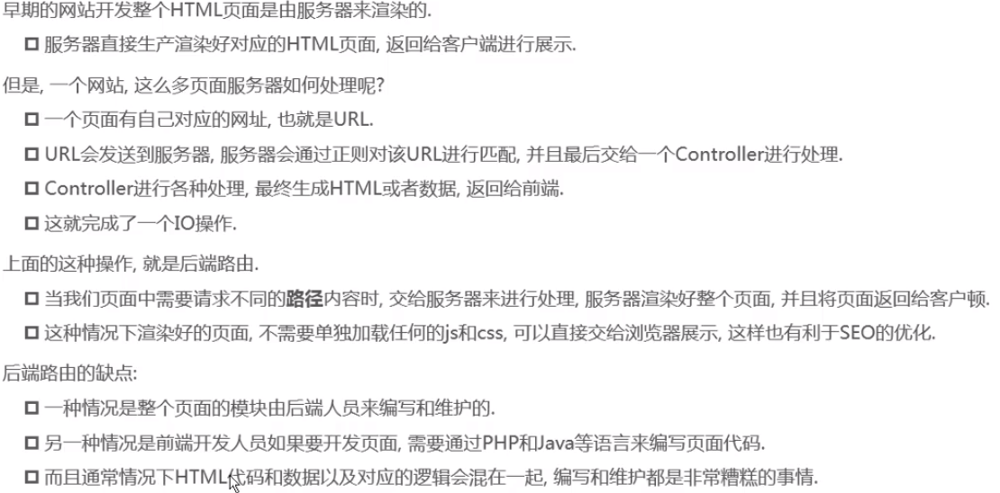 早期的网站开发整个HTML页面是由服务器来渲染的.
服务器直接生产渲染好对应的HTML页面, 返回给客户端进行展示.
但是, 一个网站, 这么多页面服务器如何处理呢?
一个页面有自己对应的网址, 也就是URL.
URL会发送到服务器, 服务器会通过正则对该URL进行匹配, 并且最后交给一个Controller进行处理.
Controller进行各种处理, 最终生成HTML或者数据, 返回给前端.
这就完成了一个IO操作.
上面的这种操作, 就是后端路由.
当我们页面中需要请求不同的路径内容时, 交给服务器来进行处理, 服务器渲染好整个页面, 并且将页面返回给客户顿.
这种情况下渲染好的页面, 不需要单独加载任何的js和css, 可以直接交给浏览器展示, 这样也有利于SEO的优化.
后端路由的缺点:
一种情况是整个页面的模块由后端人员来编写和维护的.
另一种情况是前端开发人员如果要开发页面, 需要通过PHP和Java等语言来编写页面代码.
而且通常情况下HTML代码和数据以及对应的逻辑会混在一起, 编写和维护都是非常糟糕的事情.